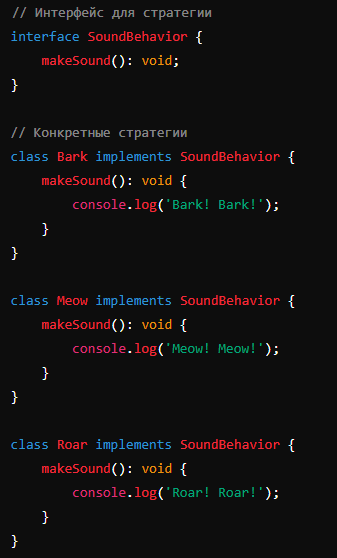 // Интерфейс для стратегии
interface SoundBehavior {
    makeSound(): void;
}
// Конкретные стратегии
class Bark implements SoundBehavior {
    makeSound(): void {
        console.log('Bark! Bark!');
    }
}
class Meow implements SoundBehavior {
    makeSound(): void {
        console.log('Meow! Meow!');
    }
}
class Roar implements SoundBehavior {
    makeSound(): void {
        console.log('Roar! Roar!');
    }
}